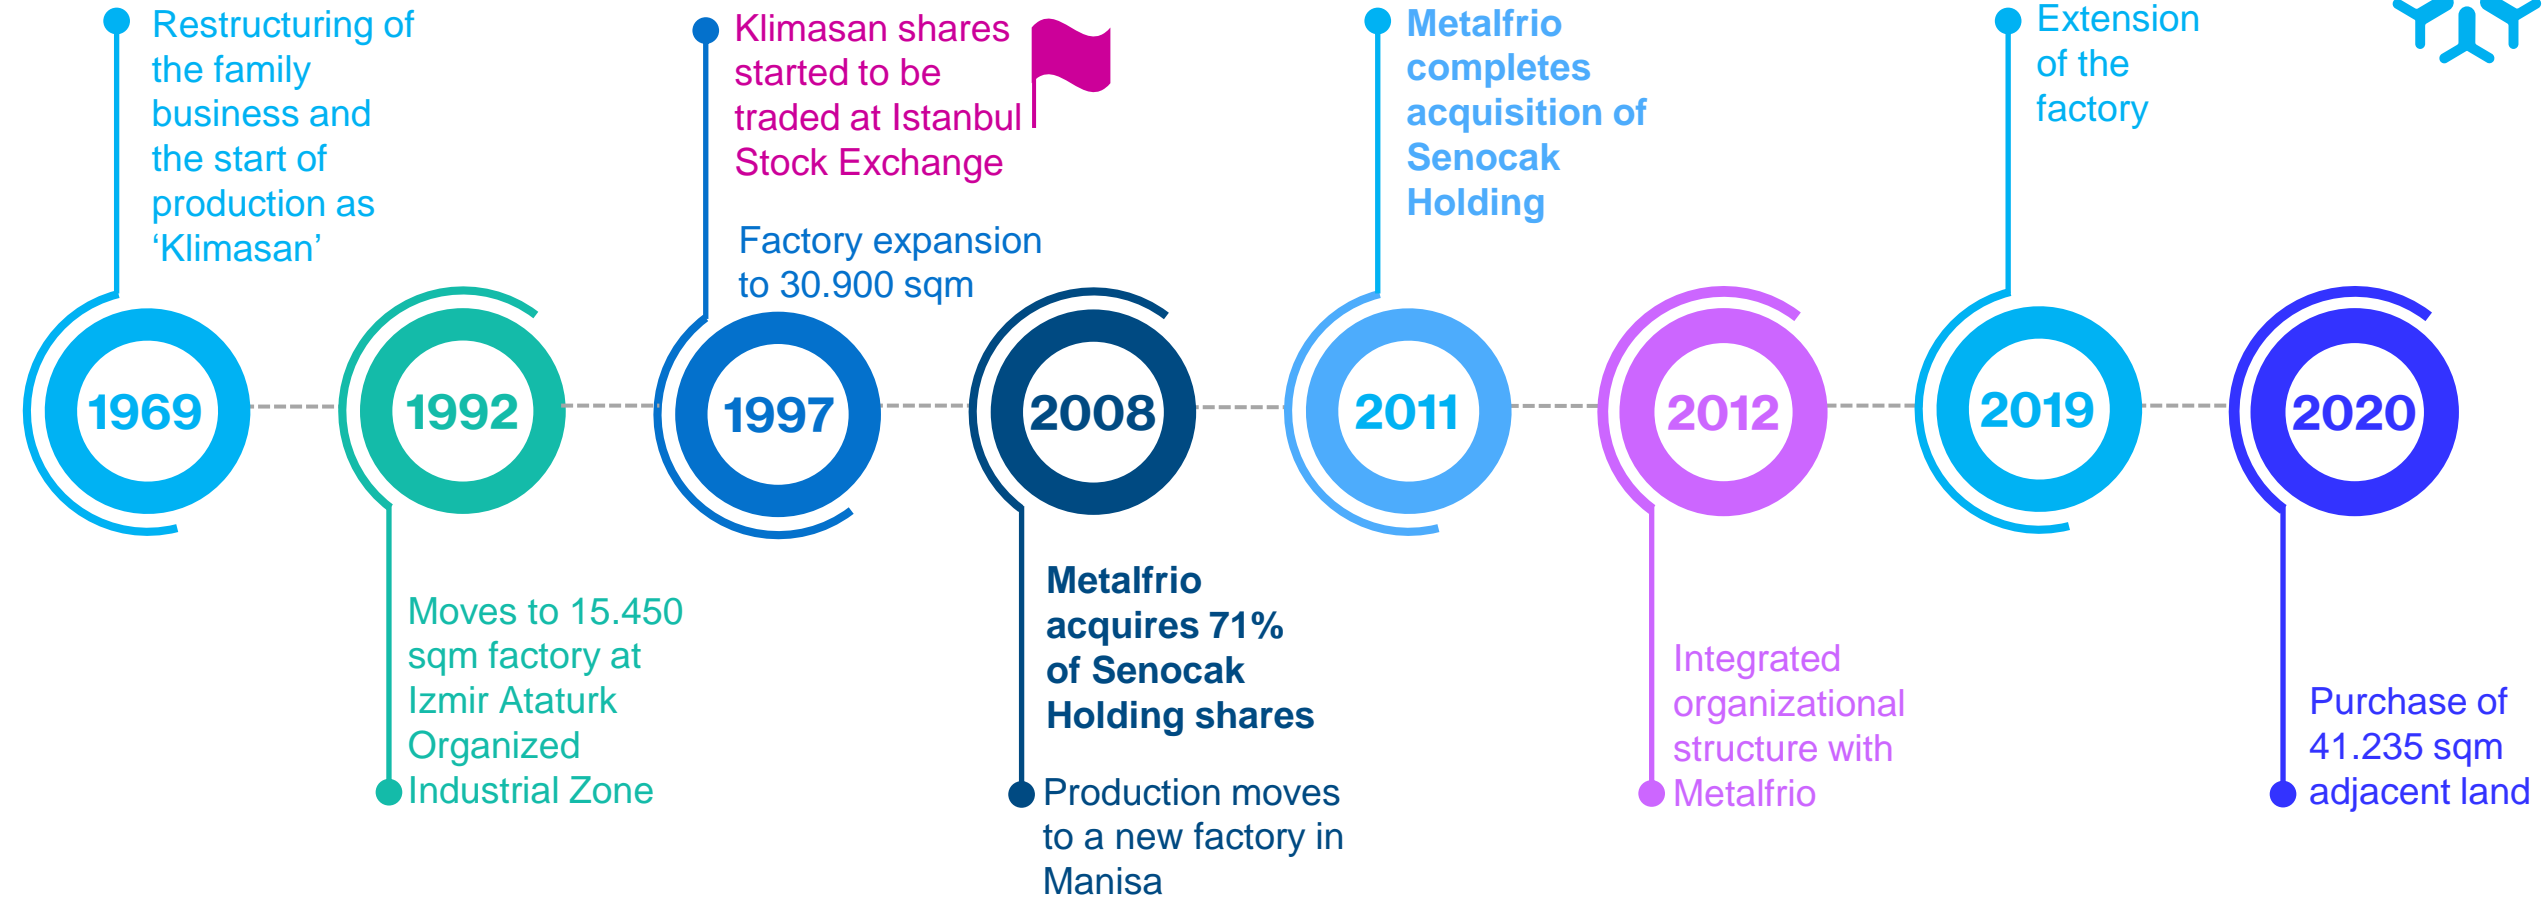 Restructuring of
the family
business and
the start of
production as
‘Klimasan’
1969
1992
Moves to 15.450
sqm factory at
Izmir Ataturk
Organized
Industrial Zone
Klimasan shares
started to be
traded at Istanbul
Stock Exchange
Factory expansion
to 30.900 sqm
1997
2008
Metalfrio
acquires 71%
of Senocak
Holding shares
Production moves
to a new factory in
Manisa
Metalfrio
completes
acquisition of
Senocak
Holding
2011
2012
Integrated
organizational
structure with
Metalfrio
Extension
of the
factory
2019
2020
Purchase of
41.235 sqm
adjacent land